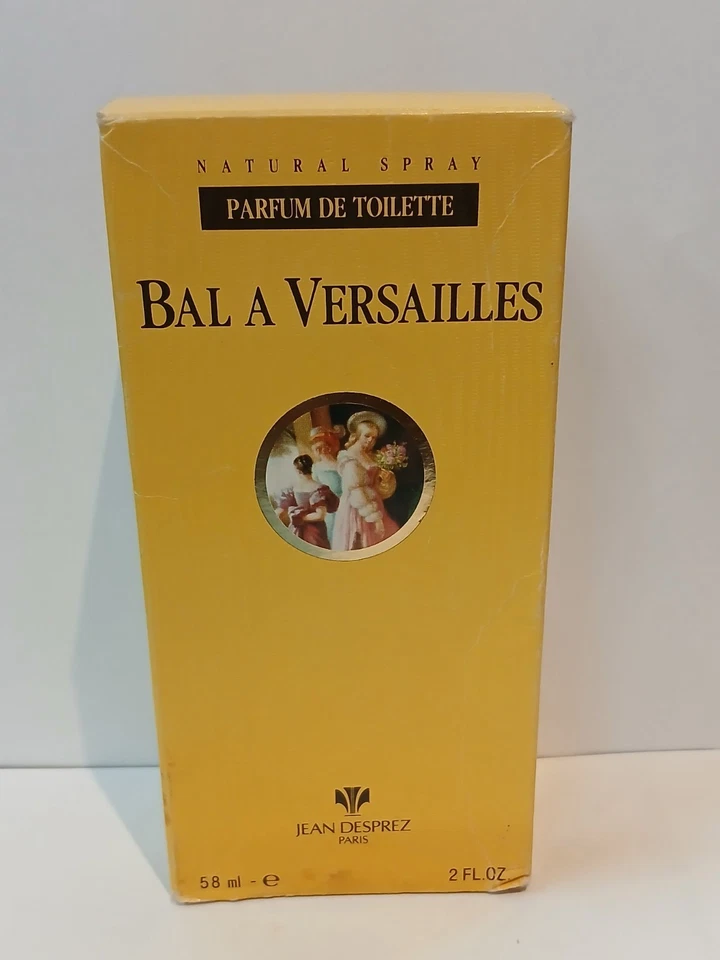 NATURAL SPRAY
PARFUM DE TOILETTE
BAL A VERSAILLES
JEAN DESPREZ
PARIS
58 ml - ℮ 2 FL.OZ.